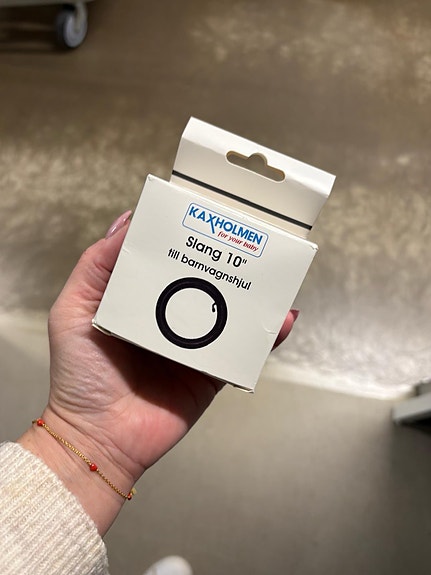 KAXHOLMEN
for your baby
Slang 10"
till barnvagnshjul